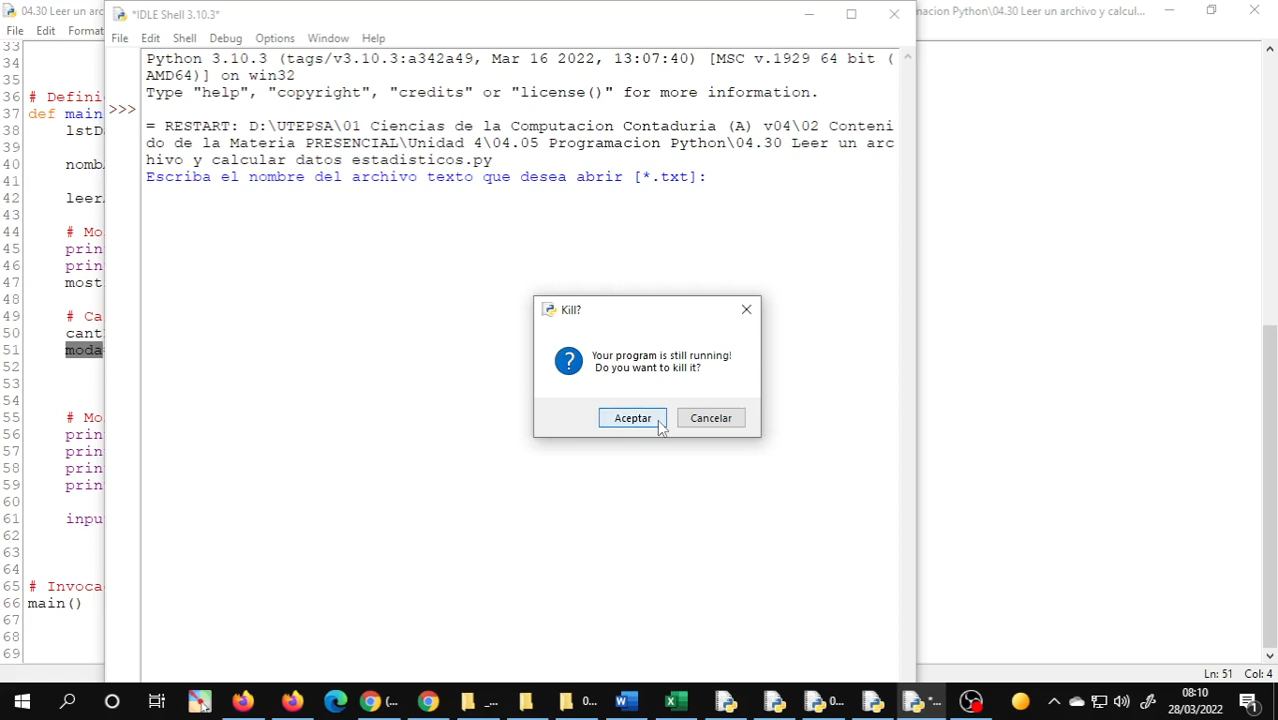 04.30 Leer un archivo y calcular dato
*IDLE Shell 3.10.3*
nacion Python\04.30 Leer un archivo y calcul...
File Edit Format
File Edit Shell Debug Options Window Help
Python 3.10.3 (tags/v3.10.3:a342a49, Mar 16 2022, 13:07:40) [MSC v.1929 64 bit (
AMD64)] on win32
Type "help", "copyright", "credits" or "license()" for more information.
>>>
= RESTART: D:\UTEPSA\01 Ciencias de la Computacion Contaduria (A) v04\02 Conteni
do de la Materia PRESENCIAL\Unidad 4\04.05 Programacion Python\04.30 Leer un arc
hivo y calcular datos estadisticos.py
Escriba el nombre del archivo texto que desea abrir [*.txt]:
33
34
35
36 # Defini
37 def main
38 lstD
39
40 nomb
41
42 leer
43
44 # Mo
45 prin
46 prin
47 most
48
49 # Ca
50 cant
51 moda
52
53
54
55 # Mo
56 prin
57 prin
58 prin
59 prin
60
61 inpu
62
63
64
65 # Invoca
66 main()
67
68
69
Kill?
Your program is still running!
Do you want to kill it?
Aceptar Cancelar
Ln: 51 Col: 4
(... _... 0... 0... *...
08:10
28/03/2022
1